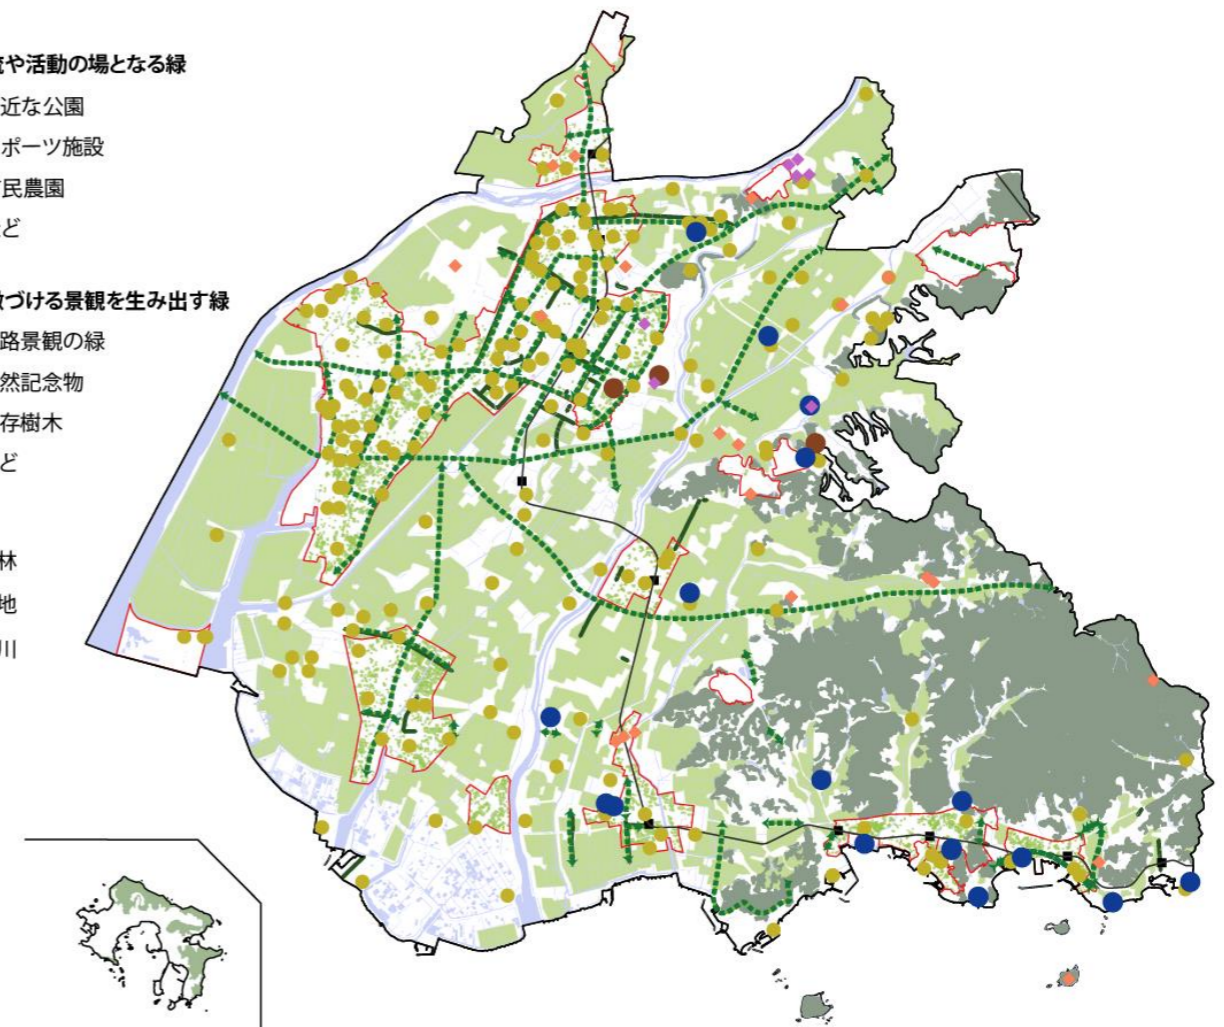 や活動の場となる緑
近な公園
ポーツ施設
民農園
ど
づける景観を生み出す緑
路景観の緑
然記念物
存樹木
ど
林
地
川